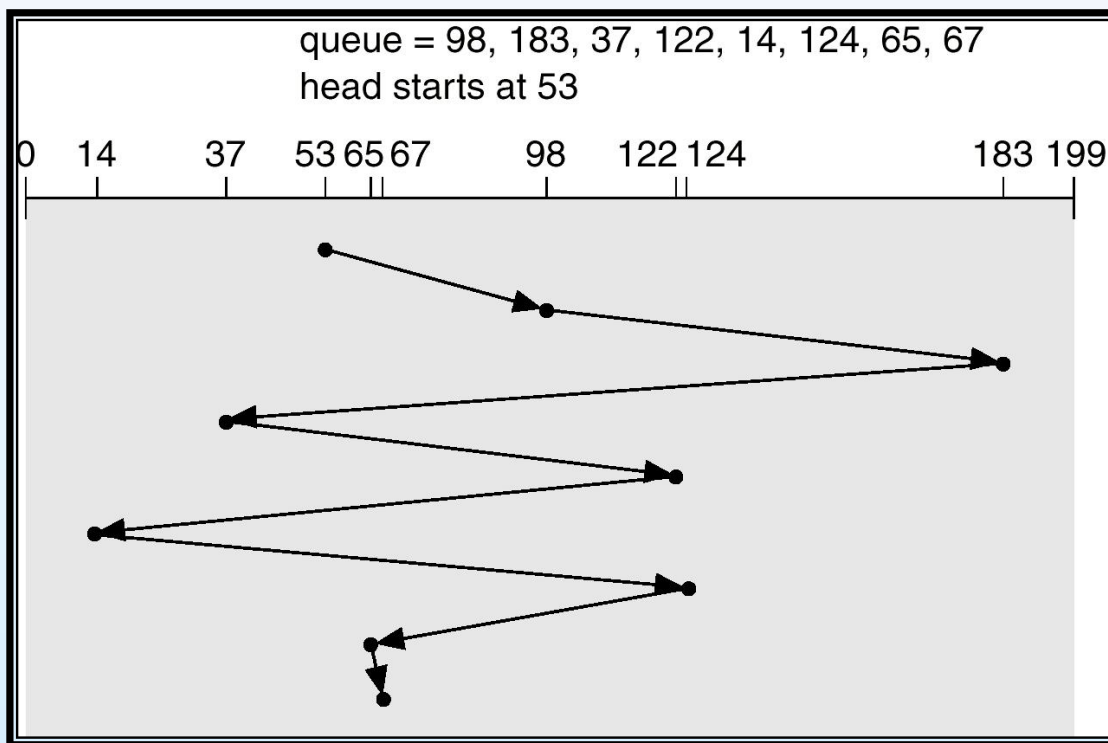 queue = 98, 183, 37, 122, 14, 124, 65, 67
head starts at 53
0 14 37 53 65 67 98 122 124 183 199